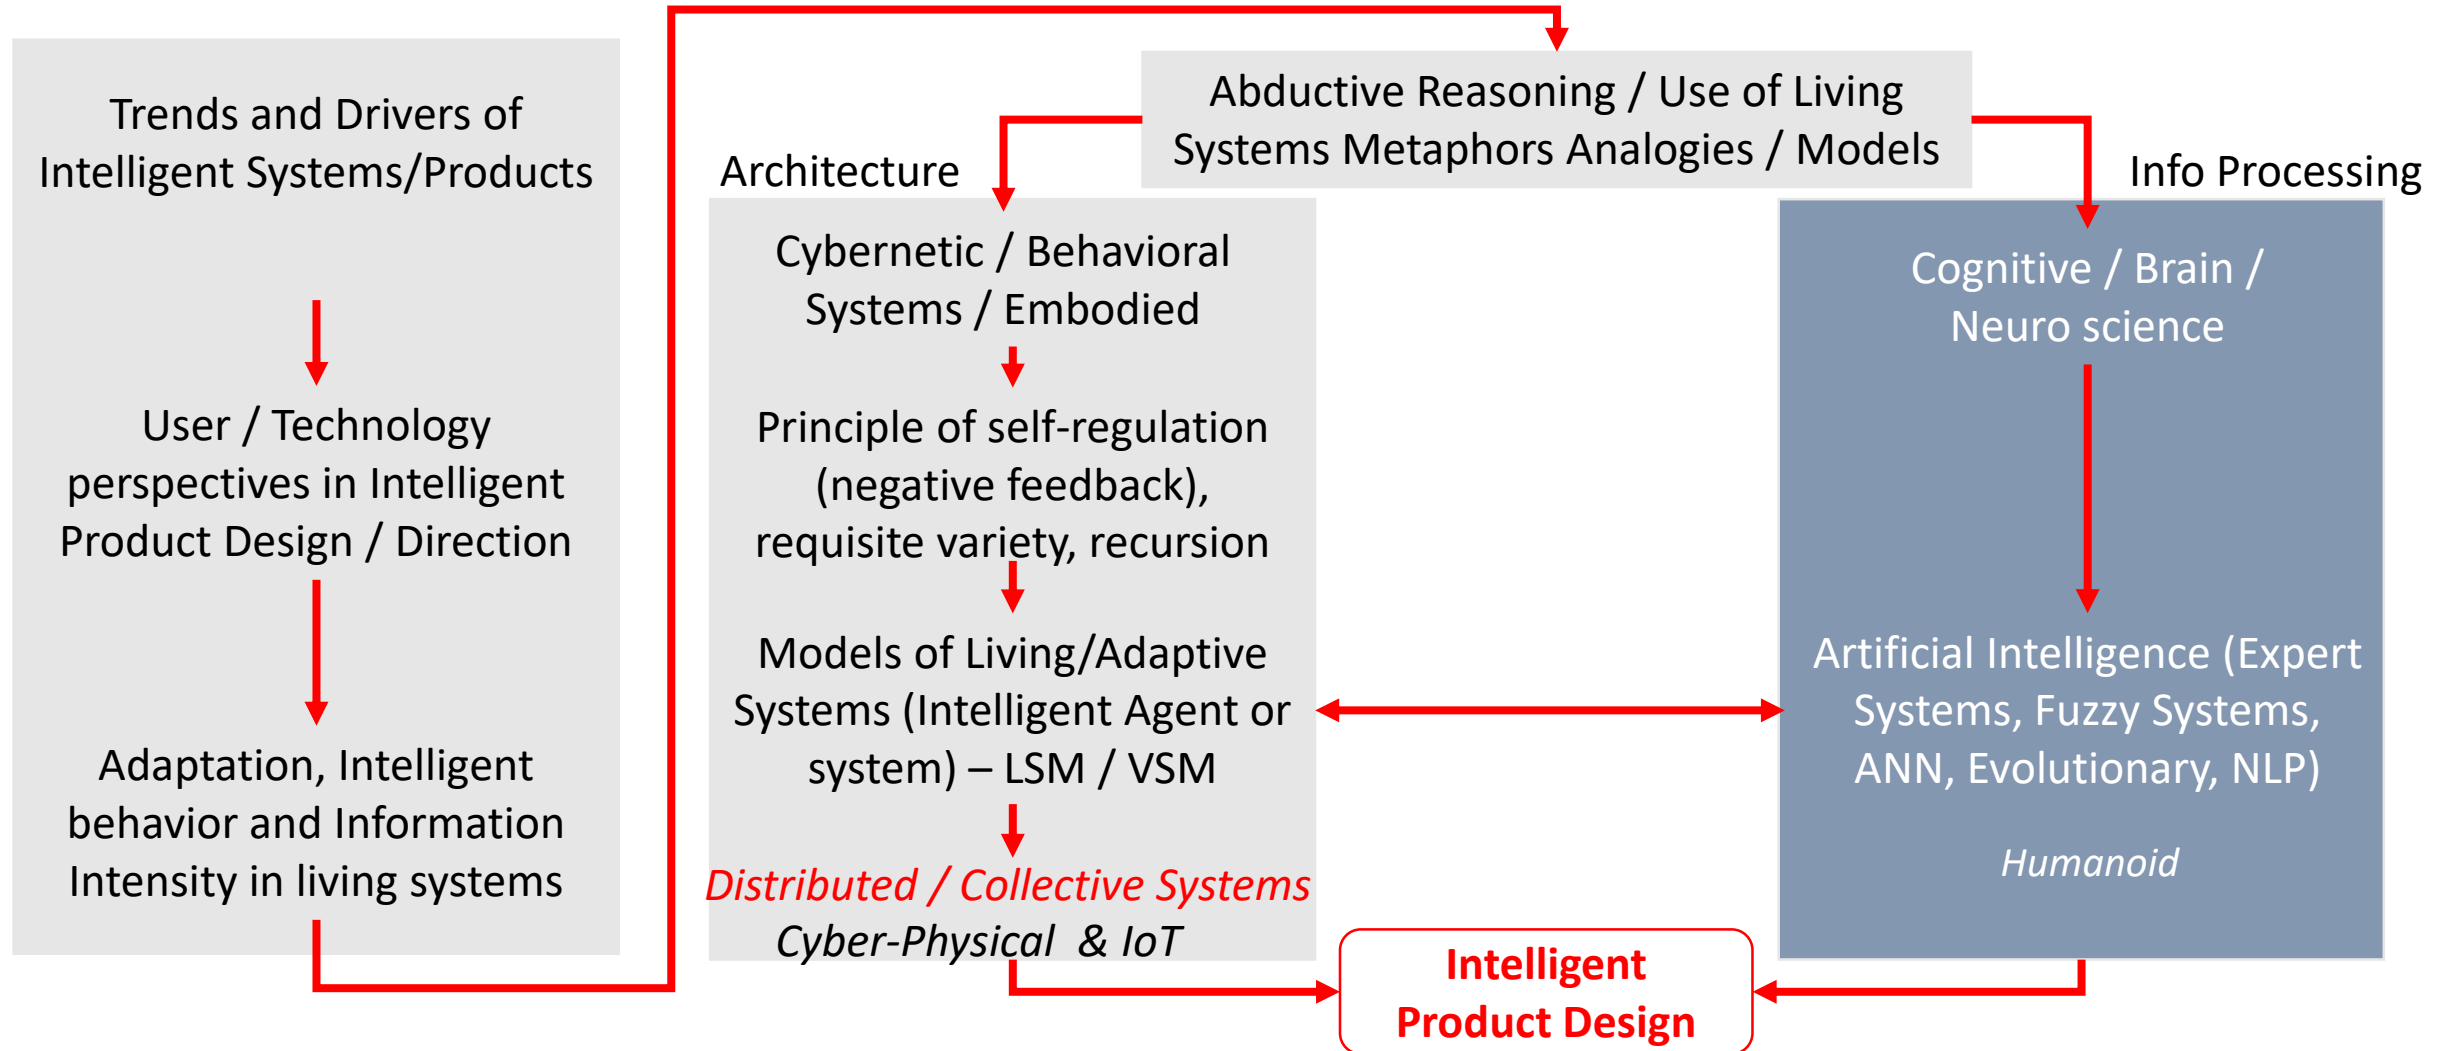 Trends and Drivers of
Intelligent Systems/Products
User / Technology
perspectives in Intelligent
Product Design / Direction
Adaptation, Intelligent
behavior and Information
Intensity in living systems
Abductive Reasoning / Use of Living
Systems Metaphors Analogies / Models
Architecture
Cybernetic / Behavioral
Systems / Embodied
Principle of self-regulation
(negative feedback),
requisite variety, recursion
Models of Living/Adaptive
Systems (Intelligent Agent or
system) – LSM / VSM
Distributed / Collective Systems
Cyber-Physical & IoT
Info Processing
Cognitive / Brain /
Neuro science
Artificial Intelligence (Expert
Systems, Fuzzy Systems,
ANN, Evolutionary, NLP)
Humanoid
Intelligent
Product Design